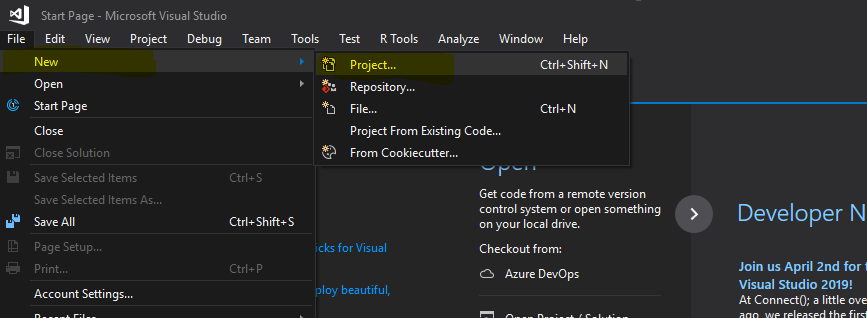 Start Page - Microsoft Visual Studio
File Edit View Project Debug Team Tools Test R Tools Analyze Window Help
New
Open
Start Page
Close
Close Solution
Save Selected Items Ctrl+S
Save Selected Items As...
Save All Ctrl+Shift+S
Page Setup...
Print... Ctrl+P
Account Settings...
Project... Ctrl+Shift+N
Repository...
File... Ctrl+N
Project From Existing Code...
From Cookiecutter...
icks for Visual
ploy beautiful,
Open
Get code from a remote version
control system or open something
on your local drive.
Checkout from:
Azure DevOps
Open Project / Solution
Developer N
Join us April 2nd for t
Visual Studio 2019!
At Connect(); a little ove
ago, we released the first